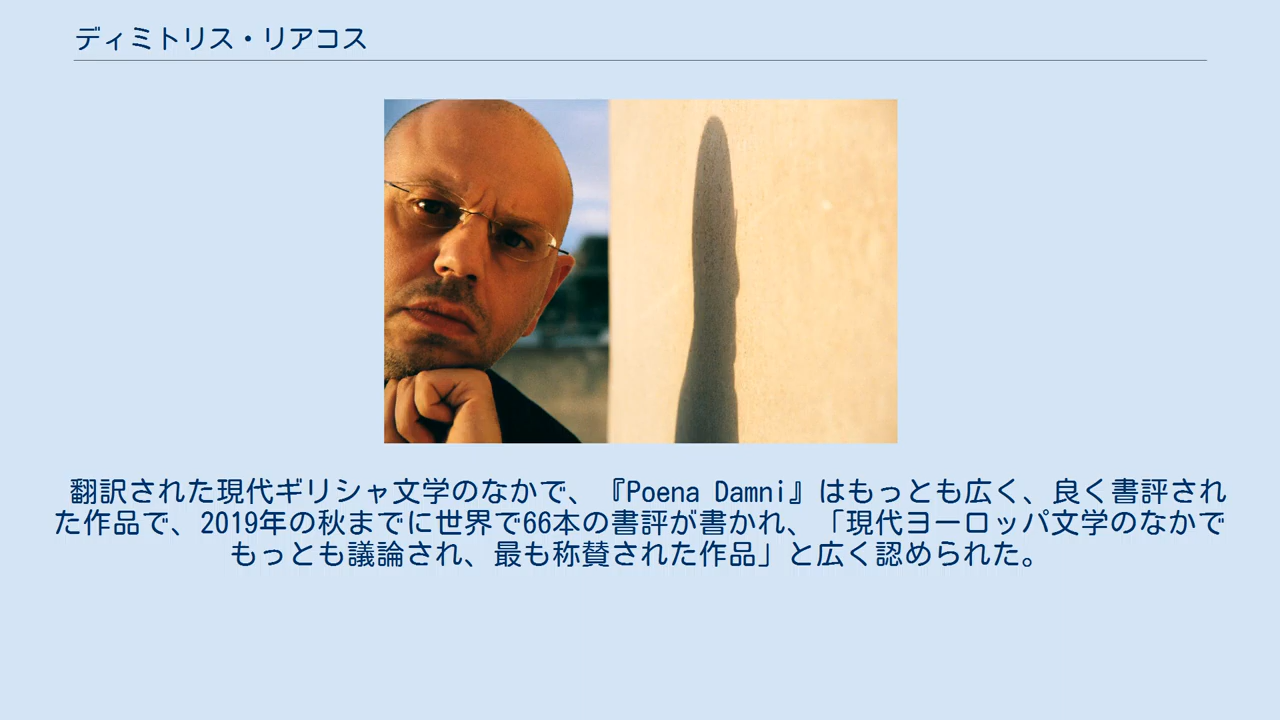 ディミトリス・リアコス
翻訳された現代ギリシャ文学のなかで、『Poena Damni』はもっとも広く、良く書評され
た作品で、2019年の秋までに世界で66本の書評が書かれ、「現代ヨーロッパ文学のなかで
もっとも議論され、最も称賛された作品」と広く認められた。